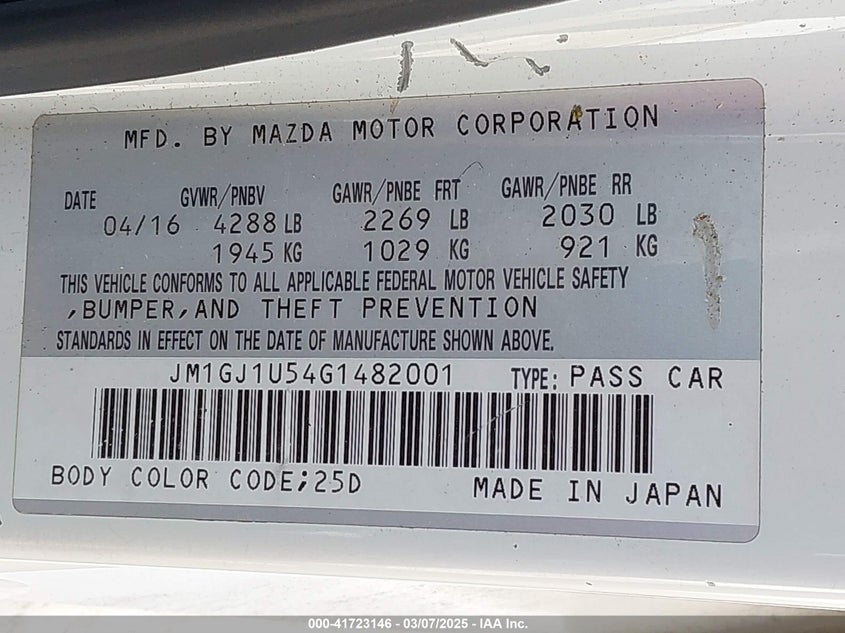 MFD. BY MAZDA MOTOR CORPORATION
DATE GVWR/PNBV GAWR/PNBE FRT GAWR/PNBE RR
04/16 4288 LB 2269 LB 2030 LB
1945 KG 1029 KG 921 KG
THIS VEHICLE CONFORMS TO ALL APPLICABLE FEDERAL MOTOR VEHICLE SAFETY
,BUMPER,AND THEFT PREVENTION
STANDARDS IN EFFECT ON THE DATE OF MANUFACTURE SHOWN ABOVE.
JM1GJ1U54G1482001 TYPE: PASS CAR
BODY COLOR CODE;25D MADE IN JAPAN
000-41723146 — 03/07/2025 — IAA Inc.